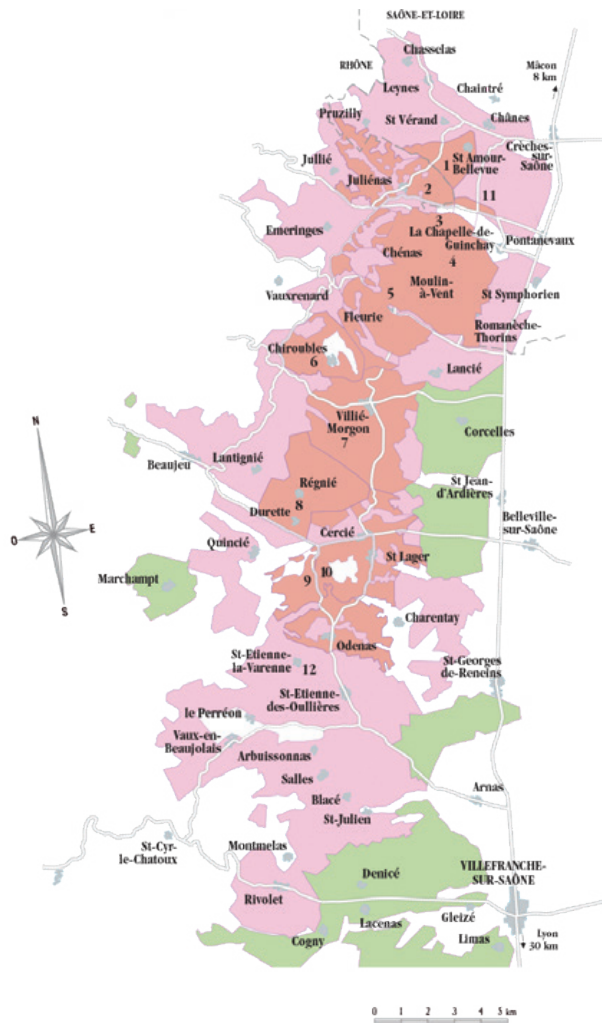 SAÔNE-ET-LOIRE
Chasselas
RHÔNE
Mâcon
8 km
Leynes
Chaintré
Pruzilly
St Vérand
Chânes
Crèches-
sur-
Saône
1
St Amour-
Bellevue
Jullié
Juliénas
2
11
3
Emeringes
La Chapelle-de-
Guinchay
Pontanevaux
Chénas
4
Vauxrenard
5
Moulin-
à-Vent
St Symphorien
Fleurie
Romanèche-
Thorins
Chiroubles
6
Lancié
Villié-
Morgon
7
Corcelles
N
Beaujeu
Lantignié
Régnié
St Jean-
d'Ardières
Durette
8
Belleville-
sur-Saône
O
E
Quincié
Cercié
St Lager
Marchampt
9
10
S
Charentay
Odenas
St-Etienne-
la-Varenne
12
St-Georges
de-Reneins
St-Etienne-
des-Oullières
le Perréon
Vaux-en-
Beaujolais
Arbuissonnas
Salles
Arnas
Blacé
St-Julien
St-Cyr-
le-Chatoux
Montmelas
Denicé
VILLEFRANCHE-
SUR-SAÔNE
Rivolet
Lacenas
Gleizé
Cogny
Limas
Lyon
30 km
0 1 2 3 4 5 km